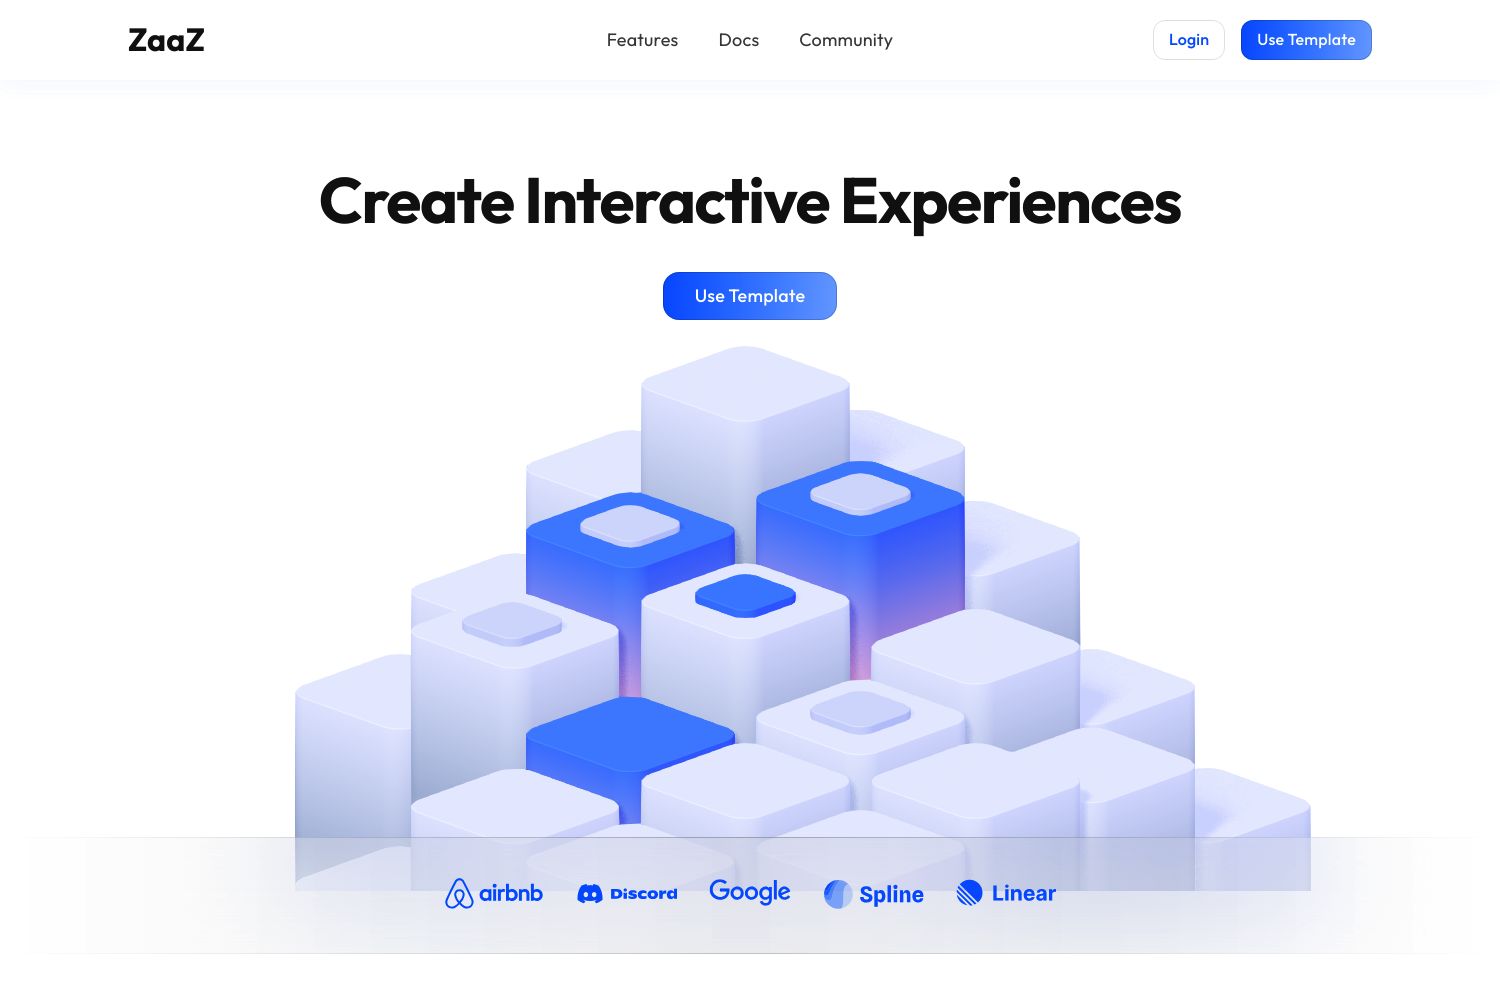 ZaaZ
Features Docs Community
Login
Use Template
Create Interactive Experiences
Use Template
airbnb Discord Google Spline Linear